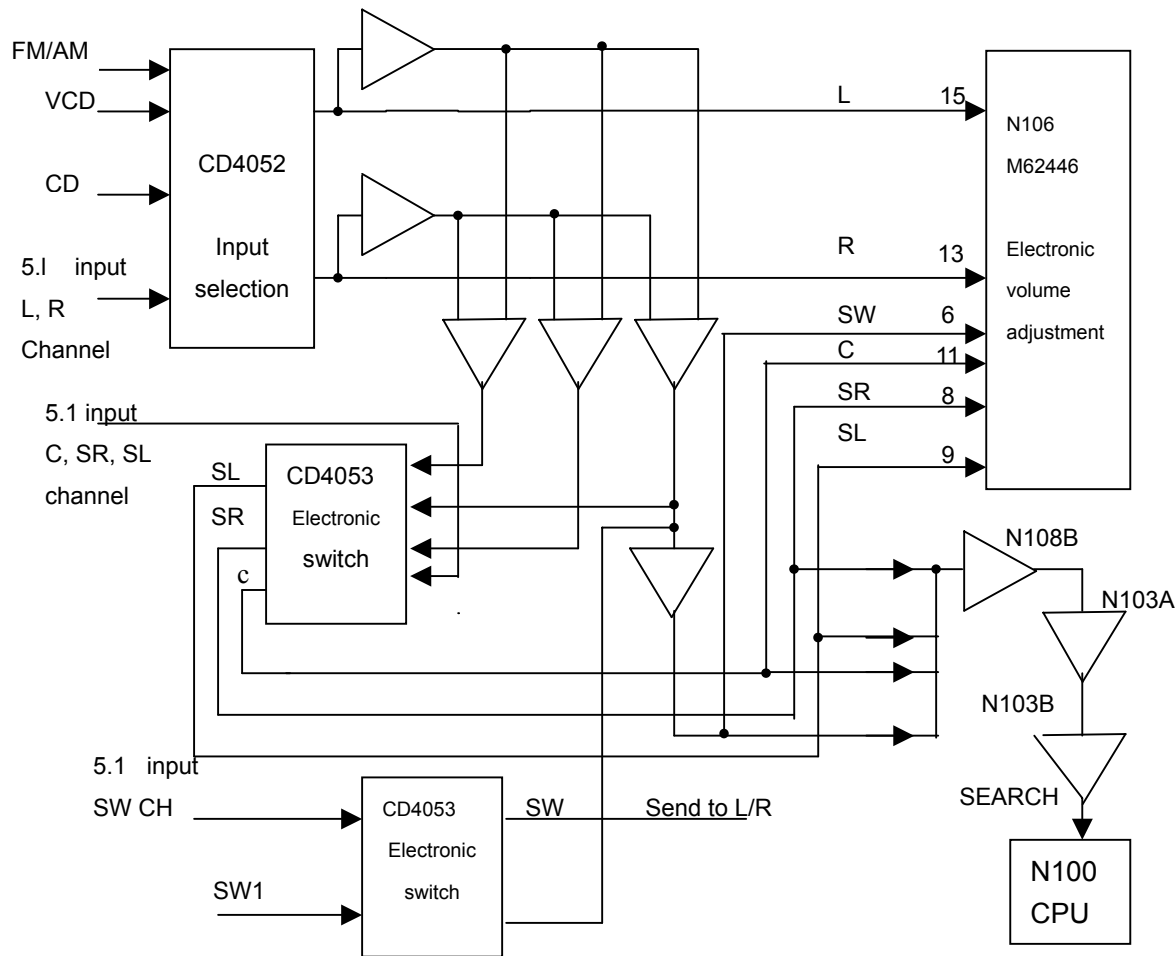 FM/AM
VCD
CD
5.l input
L, R
Channel
CD4052
Input
selection
L 15
R 13
SW 6
C 11
SR 8
SL 9
N106
M62446
Electronic
volume
adjustment
5.1 input
C, SR, SL
channel
SL
SR
c
CD4053
Electronic
switch
N108B
N103A
N103B
SEARCH
N100
CPU
5.1 input
SW CH
SW1
CD4053
Electronic
switch
SW Send to L/R